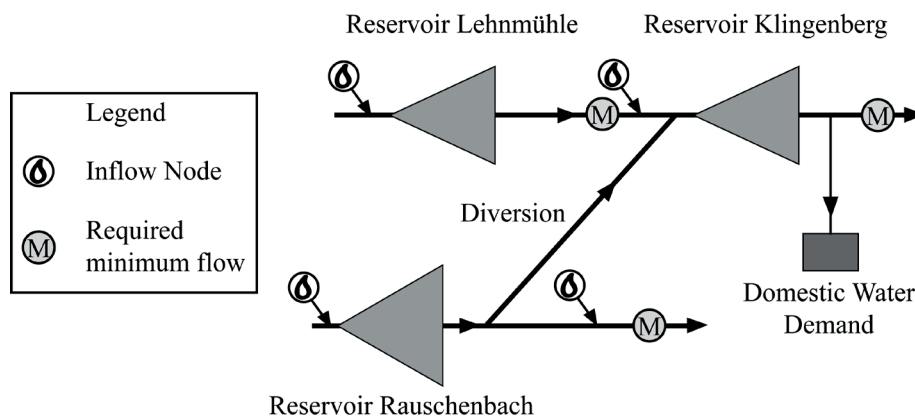 Reservoir Lehnmühle
Reservoir Klingenberg
Legend
Inflow Node
M
Required
minimum flow
M
M
Diversion
M
Domestic Water
Demand
Reservoir Rauschenbach